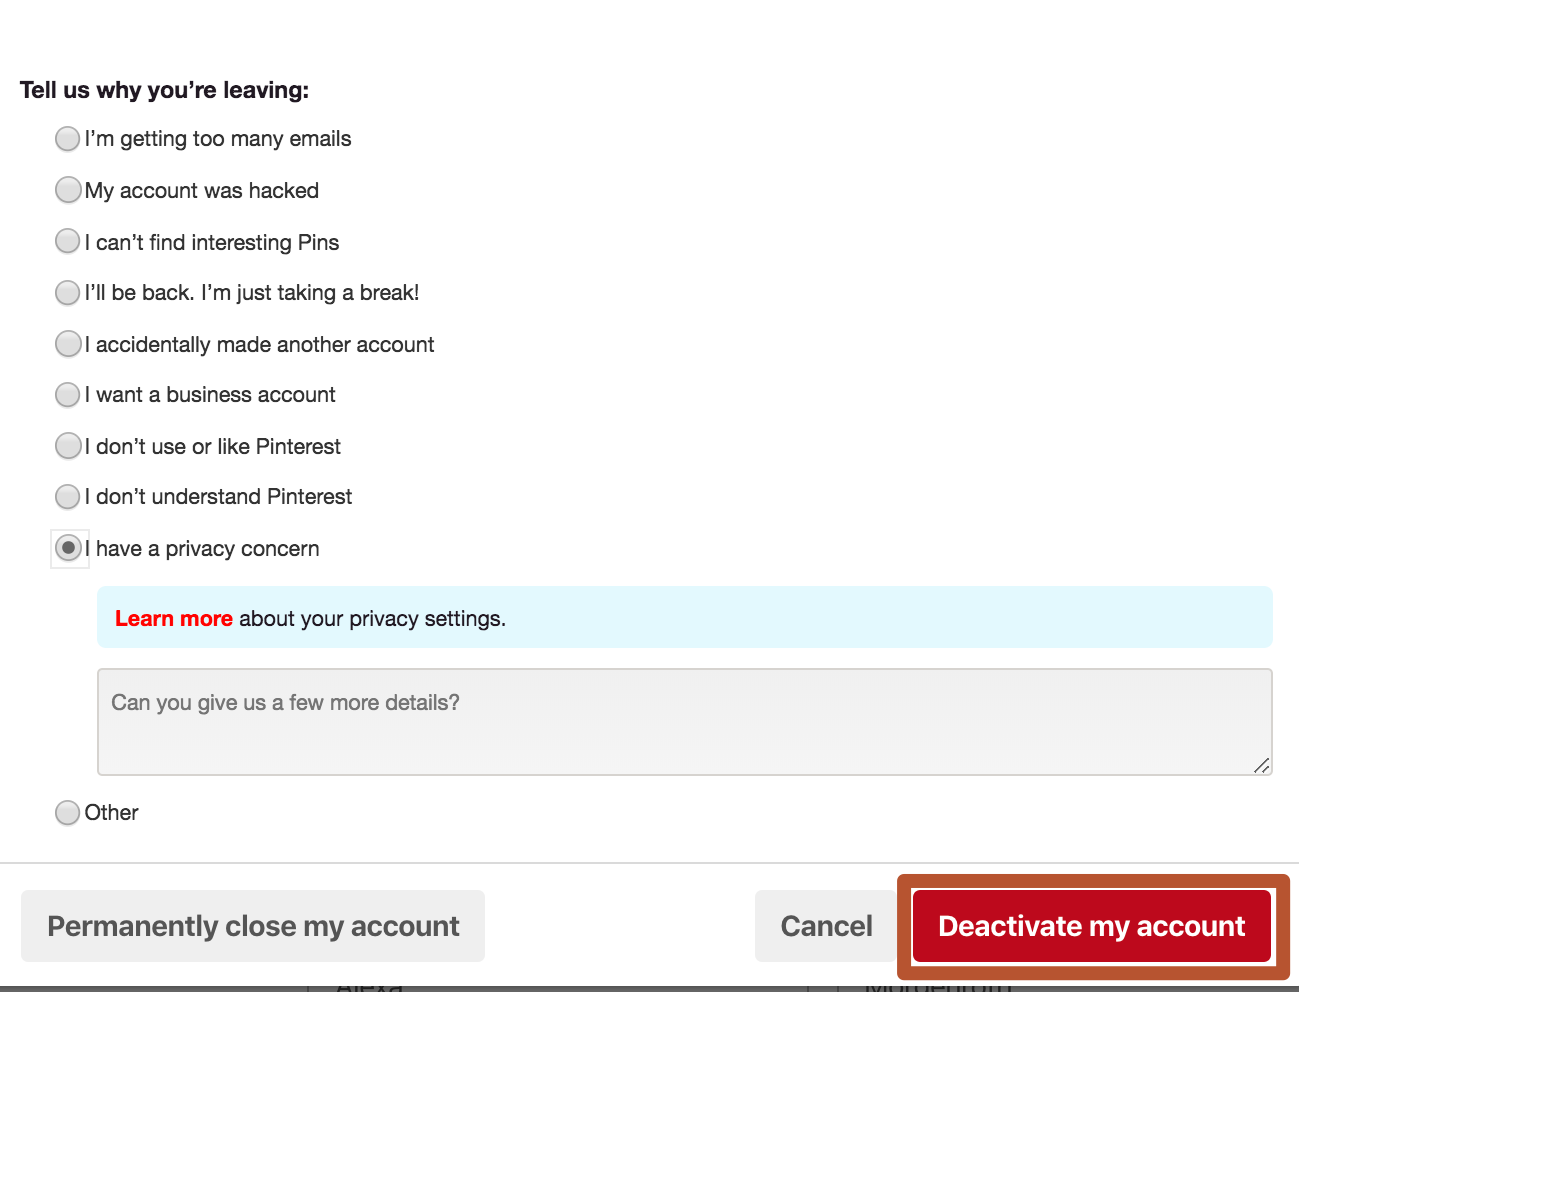 Tell us why you’re leaving:
I’m getting too many emails
My account was hacked
I can’t find interesting Pins
I’ll be back. I’m just taking a break!
I accidentally made another account
I want a business account
I don’t use or like Pinterest
I don’t understand Pinterest
I have a privacy concern
Learn more about your privacy settings.
Can you give us a few more details?
Other
Permanently close my account
Cancel
Deactivate my account
Alexa